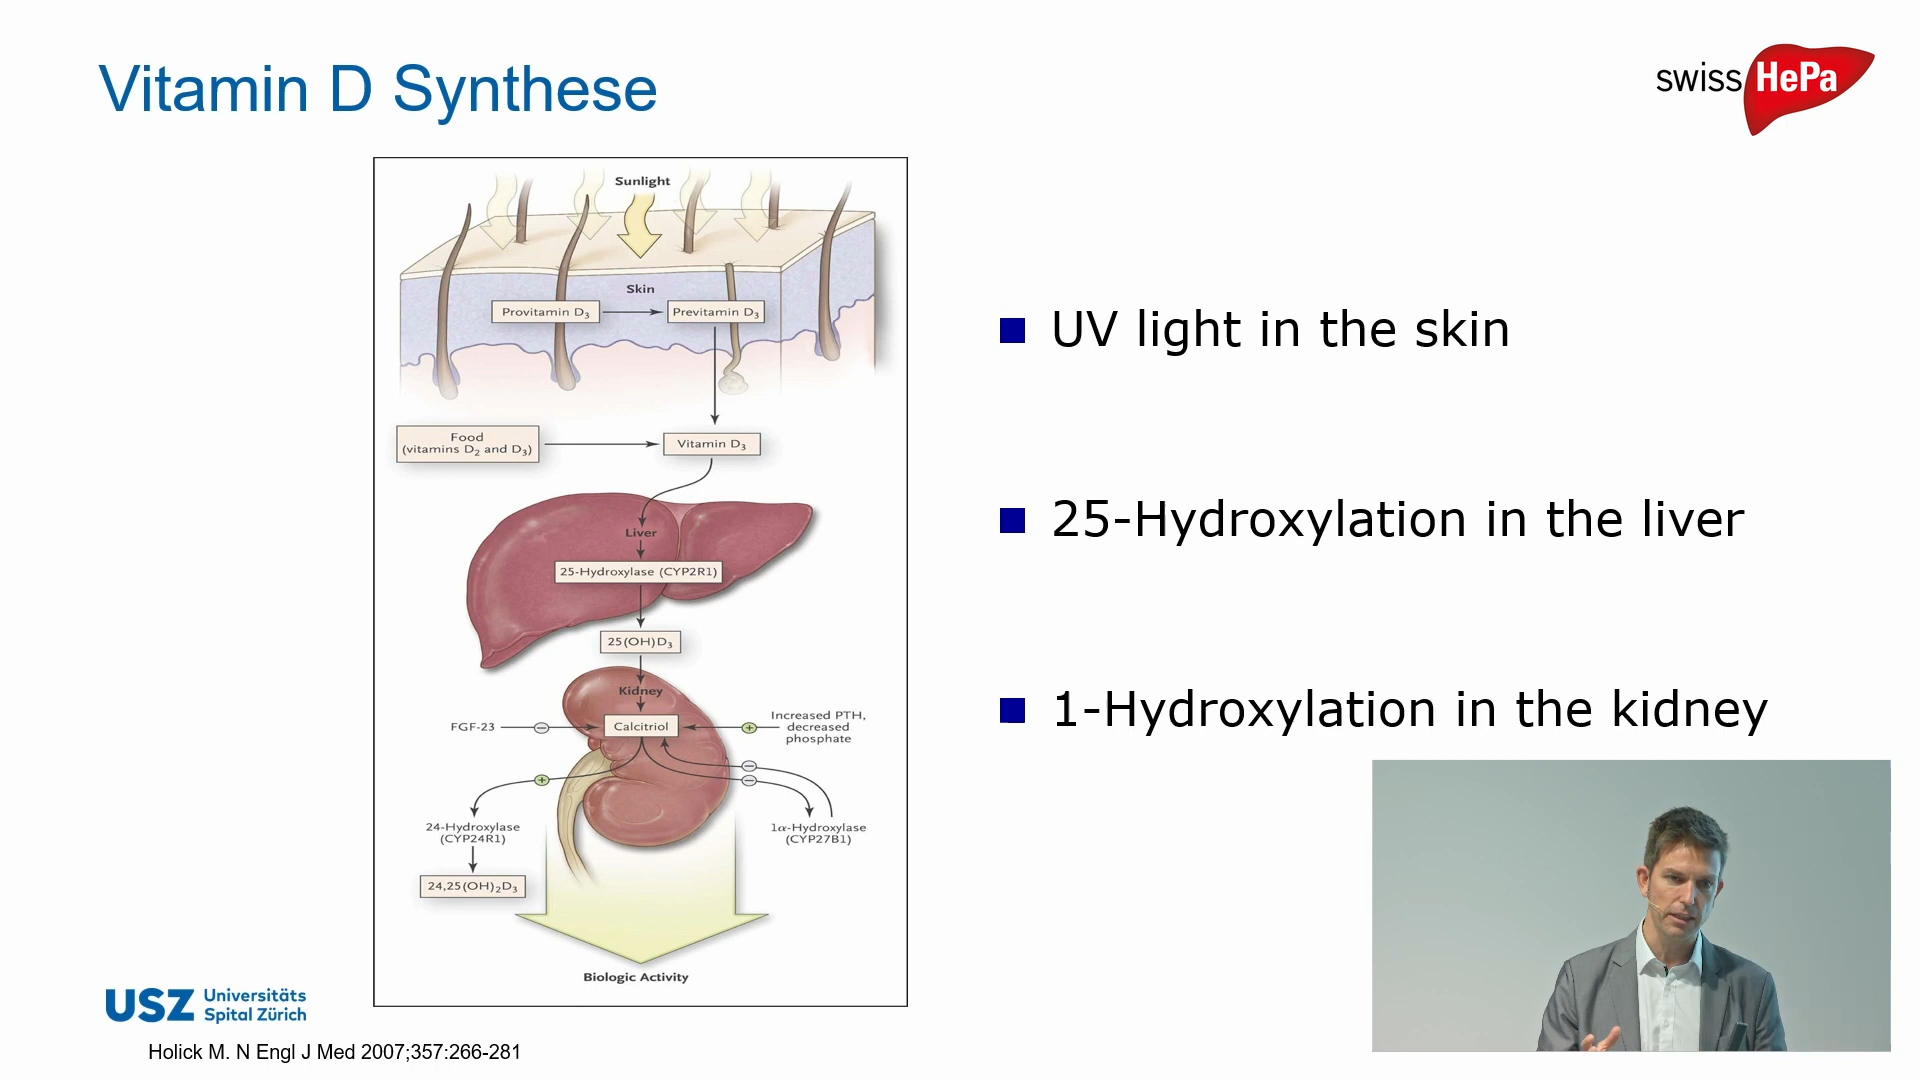 Vitamin D Synthese
swiss HePa
Sunlight
Skin
Provitamin D3
Previtamin D3
Food
(vitamins D2 and D3)
Vitamin D3
Liver
25-Hydroxylase (CYP2R1)
25(OH)D3
Kidney
FGF-23
−
Calcitriol
+
Increased PTH,
decreased
phosphate
+
−
−
24-Hydroxylase
(CYP24R1)
1α-Hydroxylase
(CYP27B1)
24,25(OH)2D3
Biologic Activity
UV light in the skin
25-Hydroxylation in the liver
1-Hydroxylation in the kidney
USZ Universitäts
Spital Zürich
Holick M. N Engl J Med 2007;357:266-281